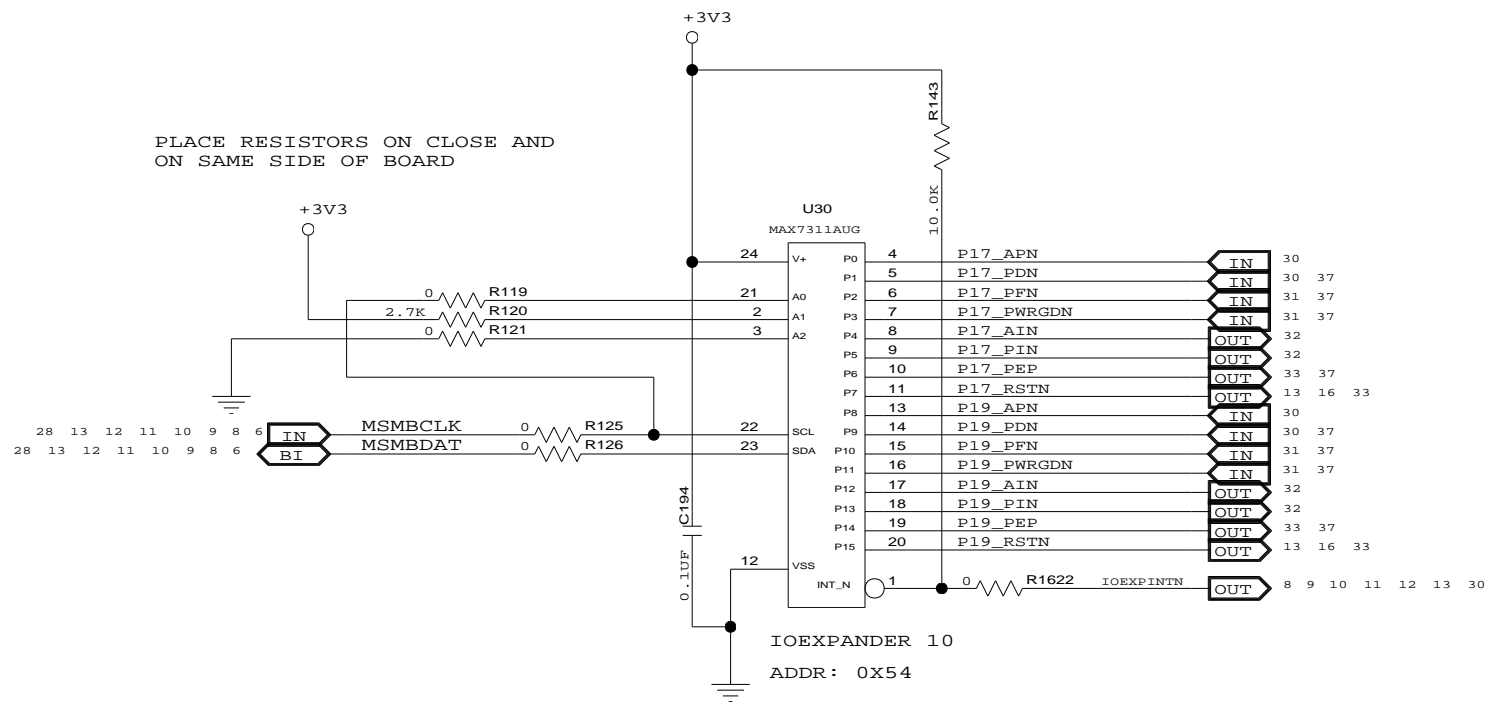 +3V3
R143
10.0K
PLACE RESISTORS ON CLOSE AND
ON SAME SIDE OF BOARD
+3V3
U30
MAX7311AUG
24 V+ P0 4 P17_APN IN 30
P1 5 P17_PDN IN 30 37
0 R119 21 A0 P2 6 P17_PFN IN 31 37
2.7K R120 2 A1 P3 7 P17_PWRGDN IN 31 37
0 R121 3 A2 P4 8 P17_AIN OUT 32
P5 9 P17_PIN OUT 32
P6 10 P17_PEP OUT 33 37
P7 11 P17_RSTN OUT 13 16 33
P8 13 P19_APN IN 30
28 13 12 11 10 9 8 6 IN MSMBCLK 0 R125 22 SCL P9 14 P19_PDN IN 30 37
28 13 12 11 10 9 8 6 BI MSMBDAT 0 R126 23 SDA P10 15 P19_PFN IN 31 37
P11 16 P19_PWRGDN IN 31 37
P12 17 P19_AIN OUT 32
P13 18 P19_PIN OUT 32
P14 19 P19_PEP OUT 33 37
P15 20 P19_RSTN OUT 13 16 33
C194
0.1UF
12 VSS
INT_N 1 0 R1622 IOEXPINTN OUT 8 9 10 11 12 13 30
IOEXPANDER 10
ADDR: 0X54